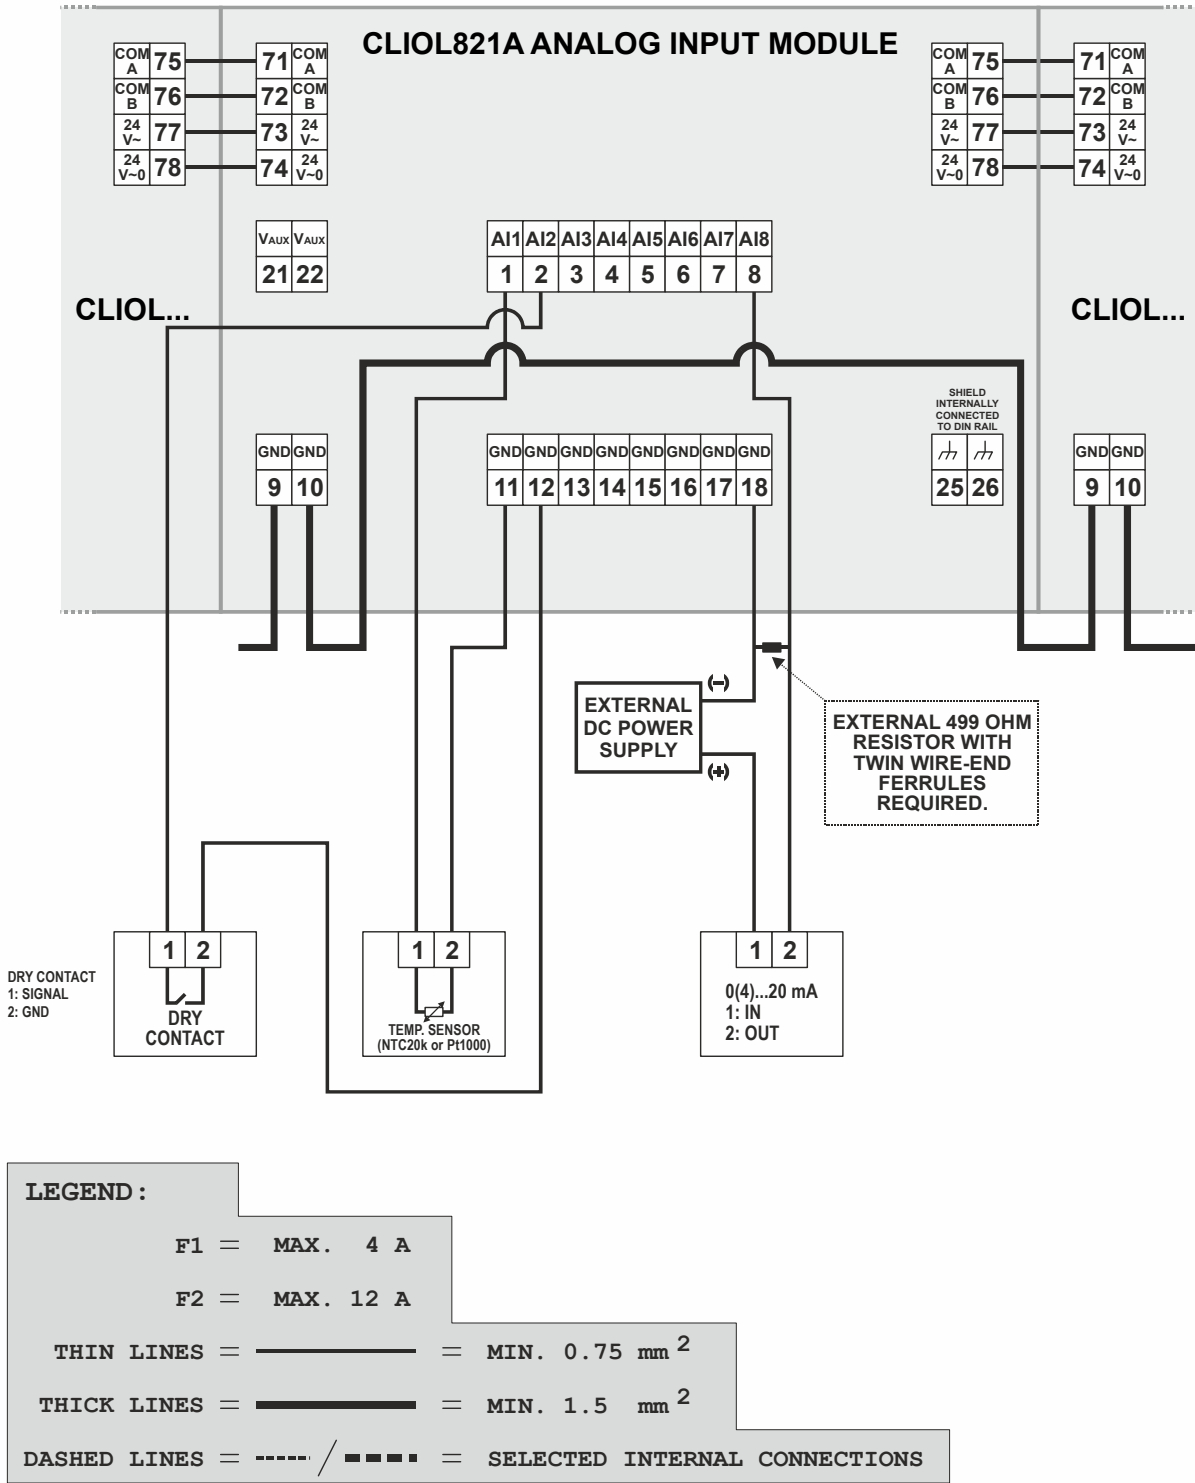 CLIOL821A ANALOG INPUT MODULE
COM A 75 71 COM A
COM B 76 72 COM B
24 V~ 77 73 24 V~
24 V~0 78 74 24 V~0
COM A 75 71 COM A
COM B 76 72 COM B
24 V~ 77 73 24 V~
24 V~0 78 74 24 V~0
VAUX VAUX
21 22
AI1 AI2 AI3 AI4 AI5 AI6 AI7 AI8
1 2 3 4 5 6 7 8
CLIOL...
CLIOL...
SHIELD
INTERNALLY
CONNECTED
TO DIN RAIL
GND GND
9 10
GND GND GND GND GND GND GND GND
11 12 13 14 15 16 17 18
25 26
GND GND
9 10
(-)
EXTERNAL
DC POWER
SUPPLY
(+)
EXTERNAL 499 OHM
RESISTOR WITH
TWIN WIRE-END
FERRULES
REQUIRED.
DRY CONTACT
1: SIGNAL
2: GND
1 2
DRY
CONTACT
1 2
TEMP. SENSOR
(NTC20k or Pt1000)
1 2
0(4)...20 mA
1: IN
2: OUT
LEGEND:
F1 = MAX. 4 A
F2 = MAX. 12 A
THIN LINES = = MIN. 0.75 mm 2
THICK LINES = = MIN. 1.5 mm 2
DASHED LINES = / = SELECTED INTERNAL CONNECTIONS